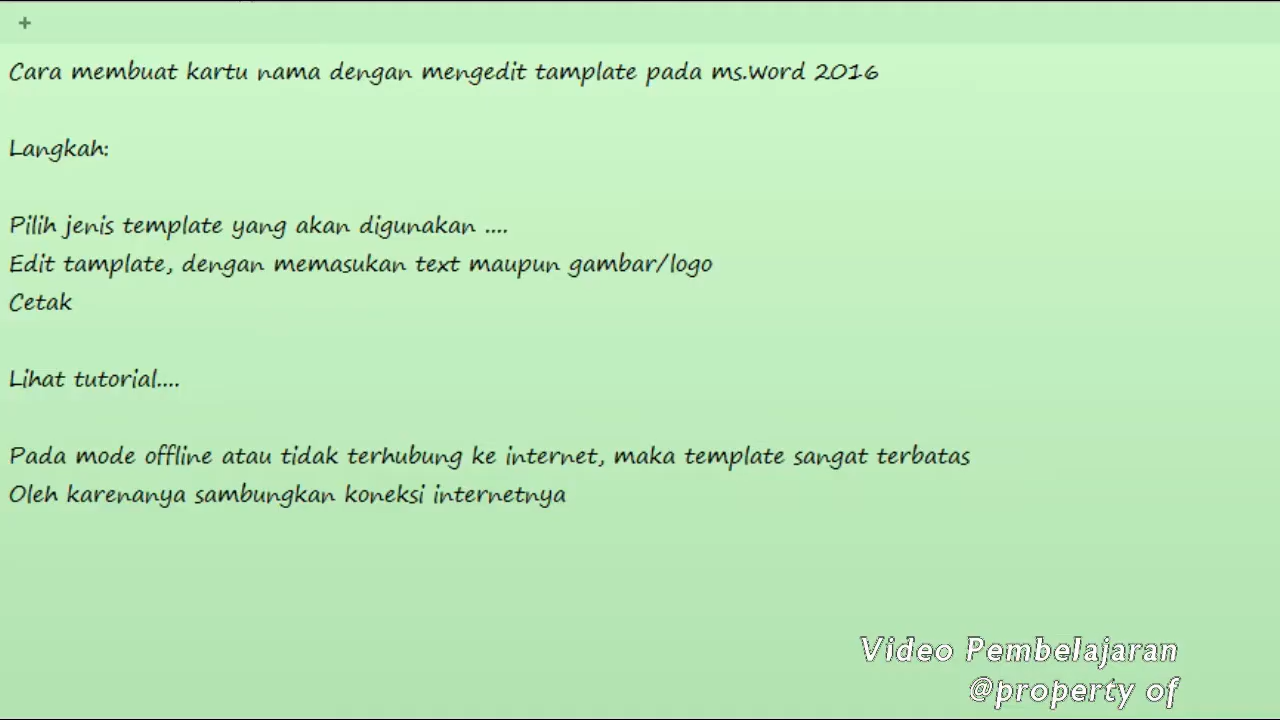 +
Cara membuat kartu nama dengan mengedit tamplate pada ms.Word 2016
Langkah:
Pilih jenis template yang akan digunakan ....
Edit tamplate, dengan memasukan text maupun gambar/logo
Cetak
Lihat tutorial....
Pada mode offline atau tidak terhubung ke internet, maka template sangat terbatas
Oleh karenanya sambungkan koneksi internetnya
Video Pembelajaran
@property of